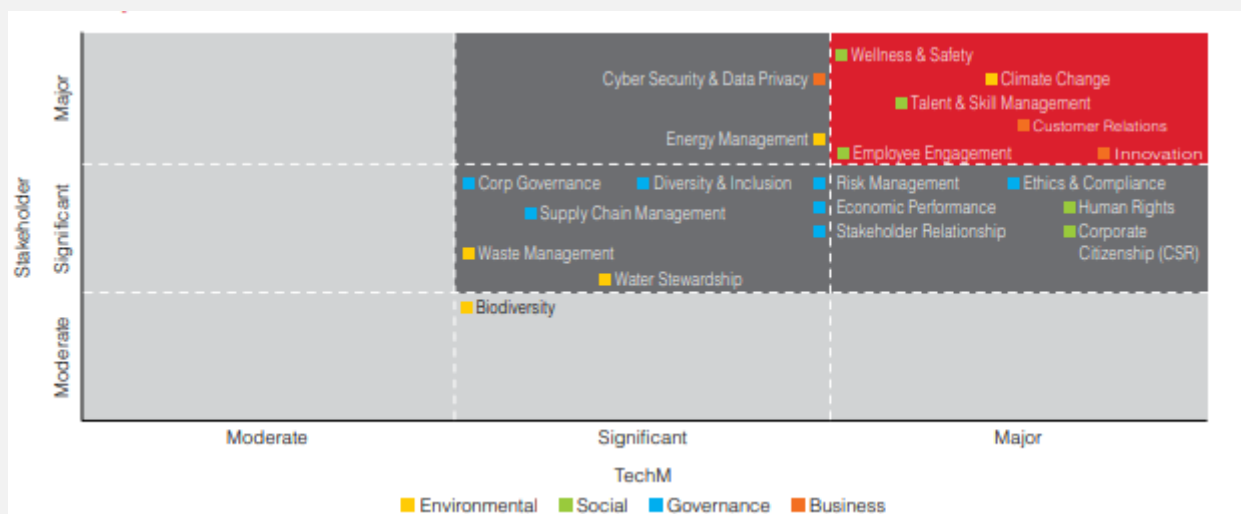 Major
Significant
Moderate
Stakeholder
Wellness & Safety
Cyber Security & Data Privacy
Climate Change
Talent & Skill Management
Customer Relations
Energy Management
Employee Engagement
Innovation
Corp Governance
Diversity & Inclusion
Risk Management
Ethics & Compliance
Supply Chain Management
Economic Performance
Human Rights
Stakeholder Relationship
Corporate
Citizenship (CSR)
Waste Management
Water Stewardship
Biodiversity
Moderate
Significant
Major
TechM
Environmental
Social
Governance
Business